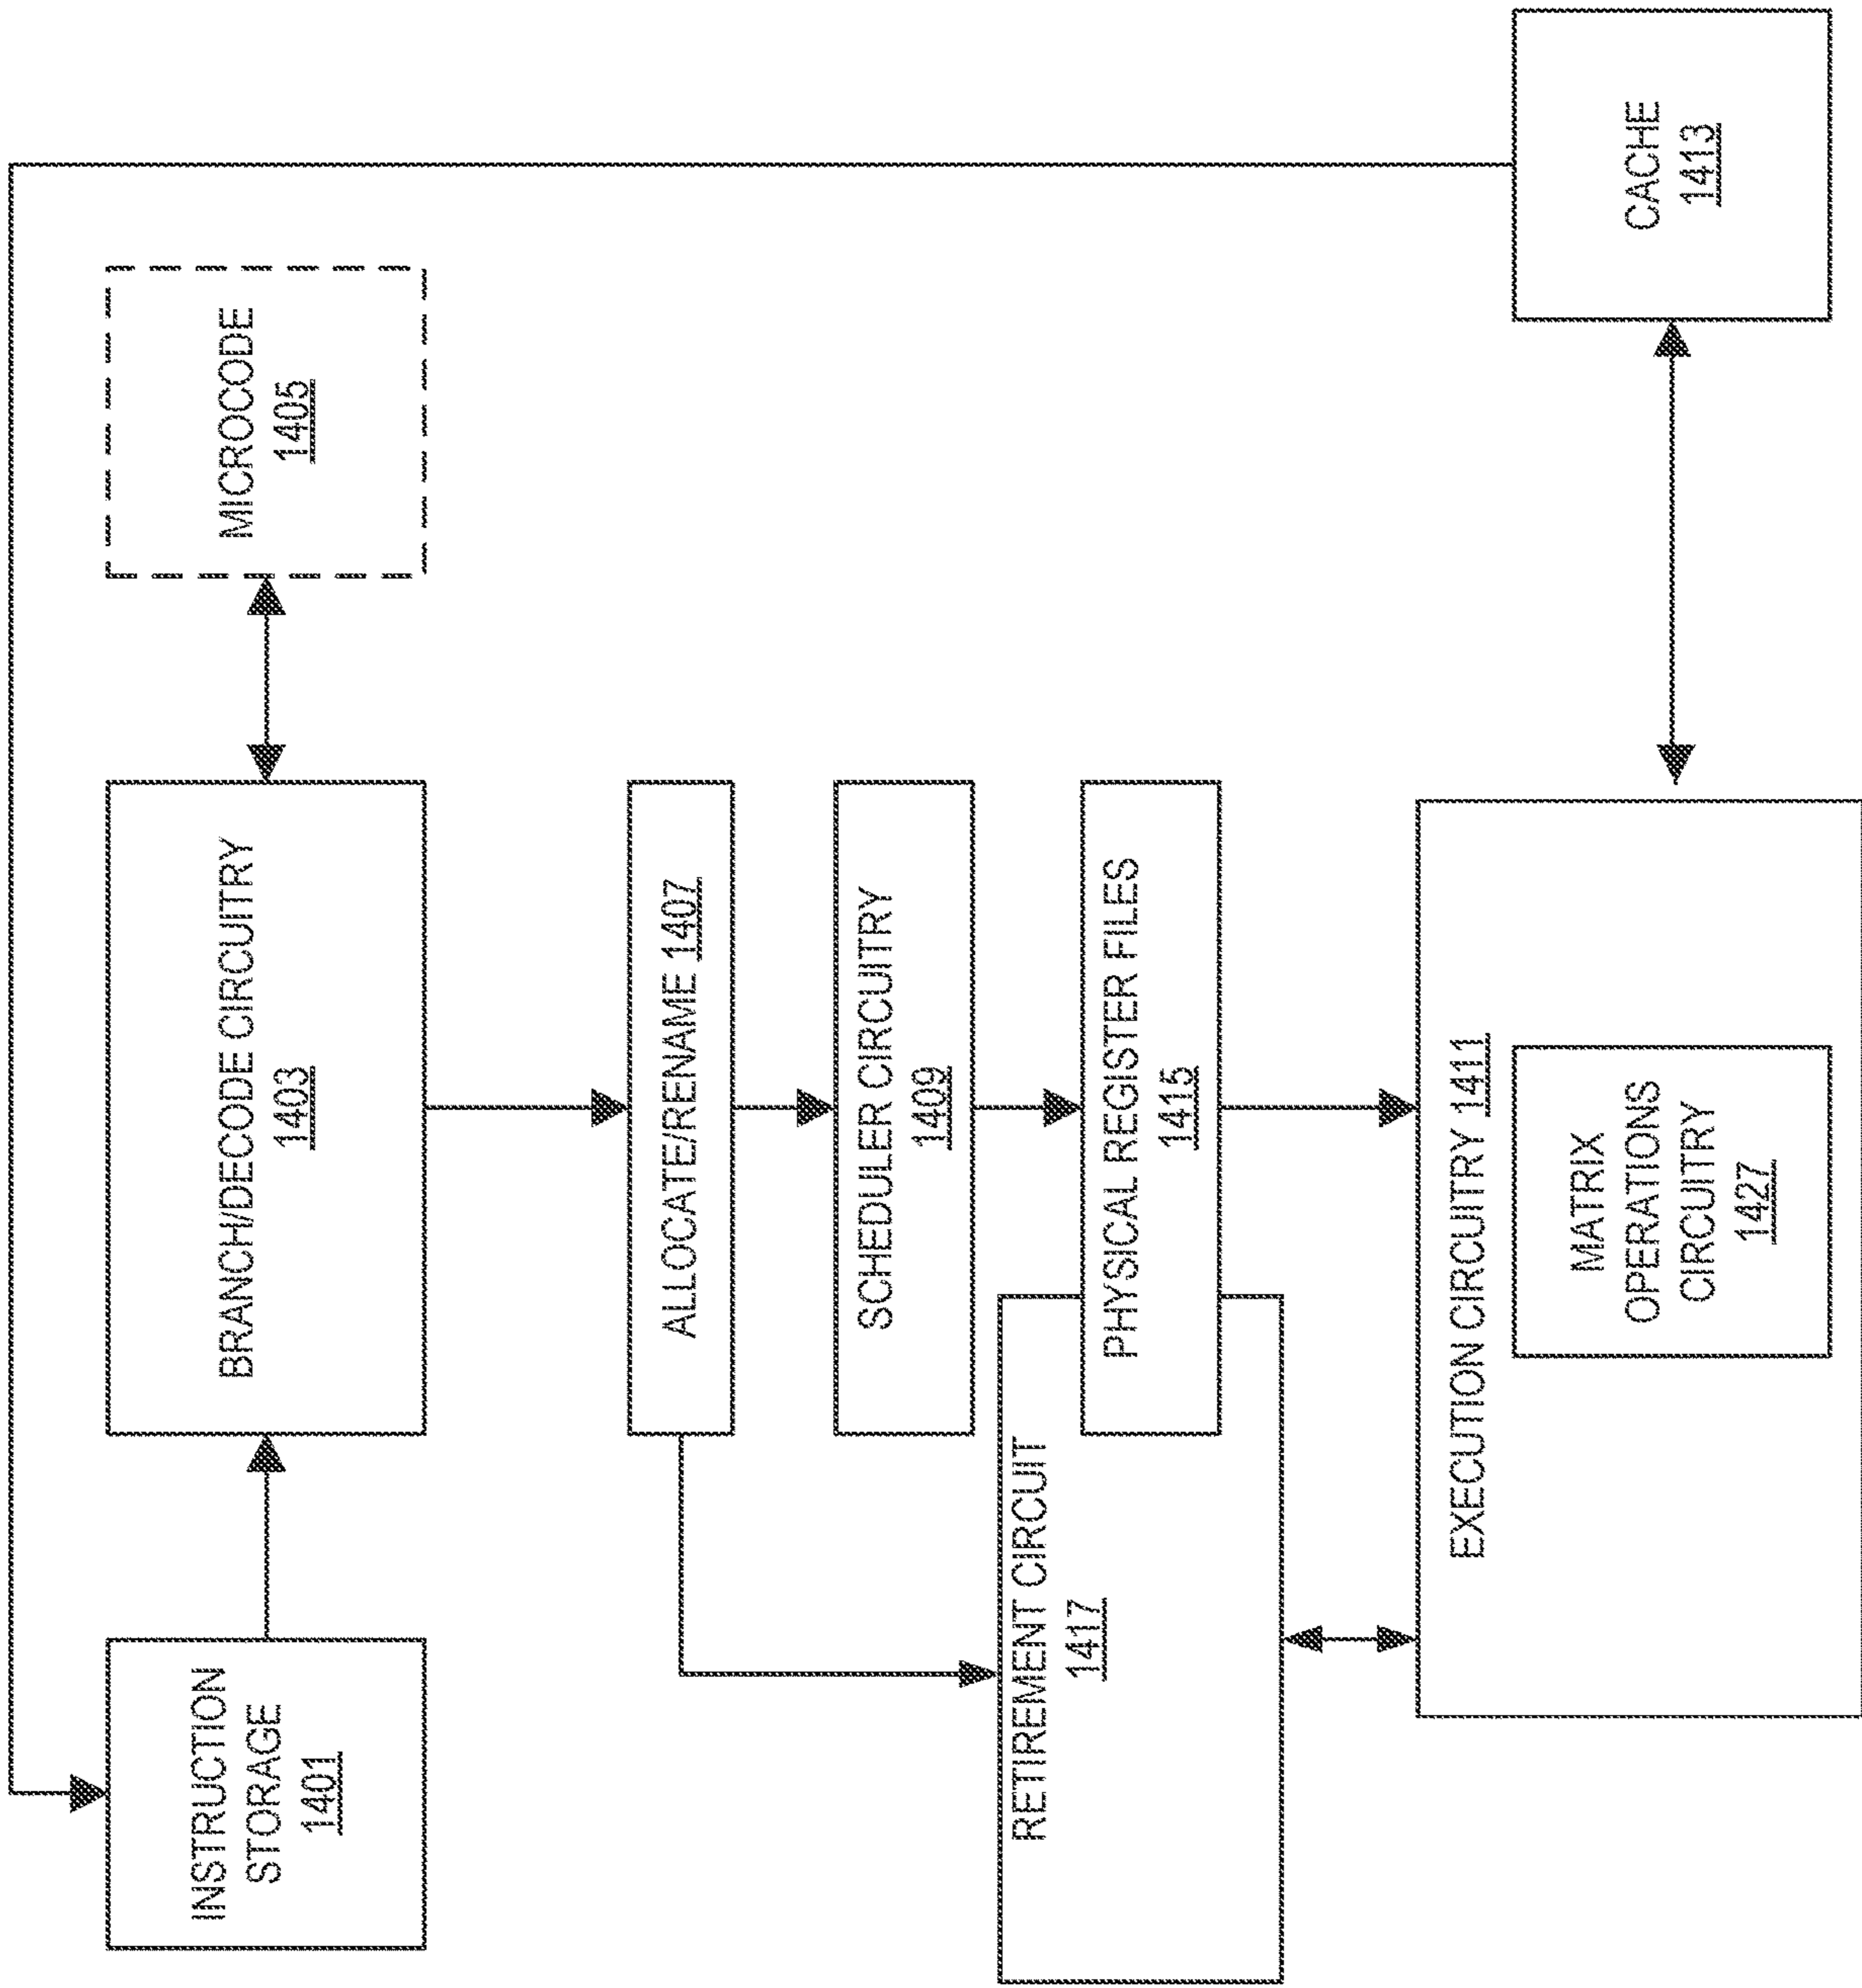 INSTRUCTION
STORAGE
1401
BRANCH/DECODE CIRCUITRY
1403
MICROCODE
1405
ALLOCATE/RENAME 1407
SCHEDULER CIRCUITRY
1409
RETIREMENT CIRCUIT
1417
PHYSICAL REGISTER FILES
1415
EXECUTION CIRCUITRY 1411
MATRIX
OPERATIONS
CIRCUITRY
1427
CACHE
1413